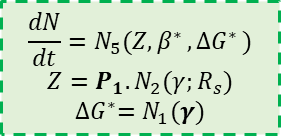 dN/dt = N₅(Z, β*, ΔG*)
Z = P₁. N₂(γ; Rₛ)
ΔG* = N₁(γ)